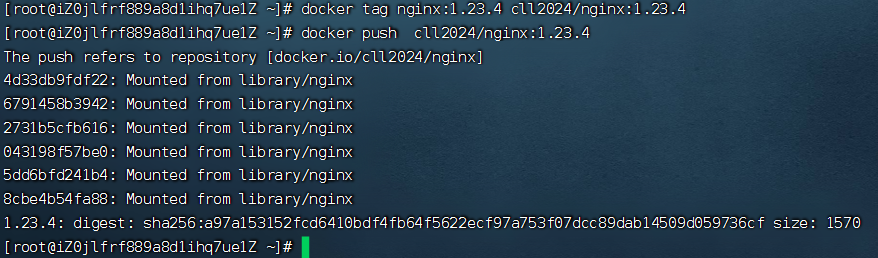 [root@iZ0jlfrf889a8d1ihq7ue1Z ~]# docker tag nginx:1.23.4 cll2024/nginx:1.23.4
[root@iZ0jlfrf889a8d1ihq7ue1Z ~]# docker push  cll2024/nginx:1.23.4
The push refers to repository [docker.io/cll2024/nginx]
4d33db9fdf22: Mounted from library/nginx
6791458b3942: Mounted from library/nginx
2731b5cfb616: Mounted from library/nginx
043198f57be0: Mounted from library/nginx
5dd6bfd241b4: Mounted from library/nginx
8cbe4b54fa88: Mounted from library/nginx
1.23.4: digest: sha256:a97a153152fcd6410bdf4fb64f5622ecf97a753f07dcc89dab14509d059736cf size: 1570
[root@iZ0jlfrf889a8d1ihq7ue1Z ~]#